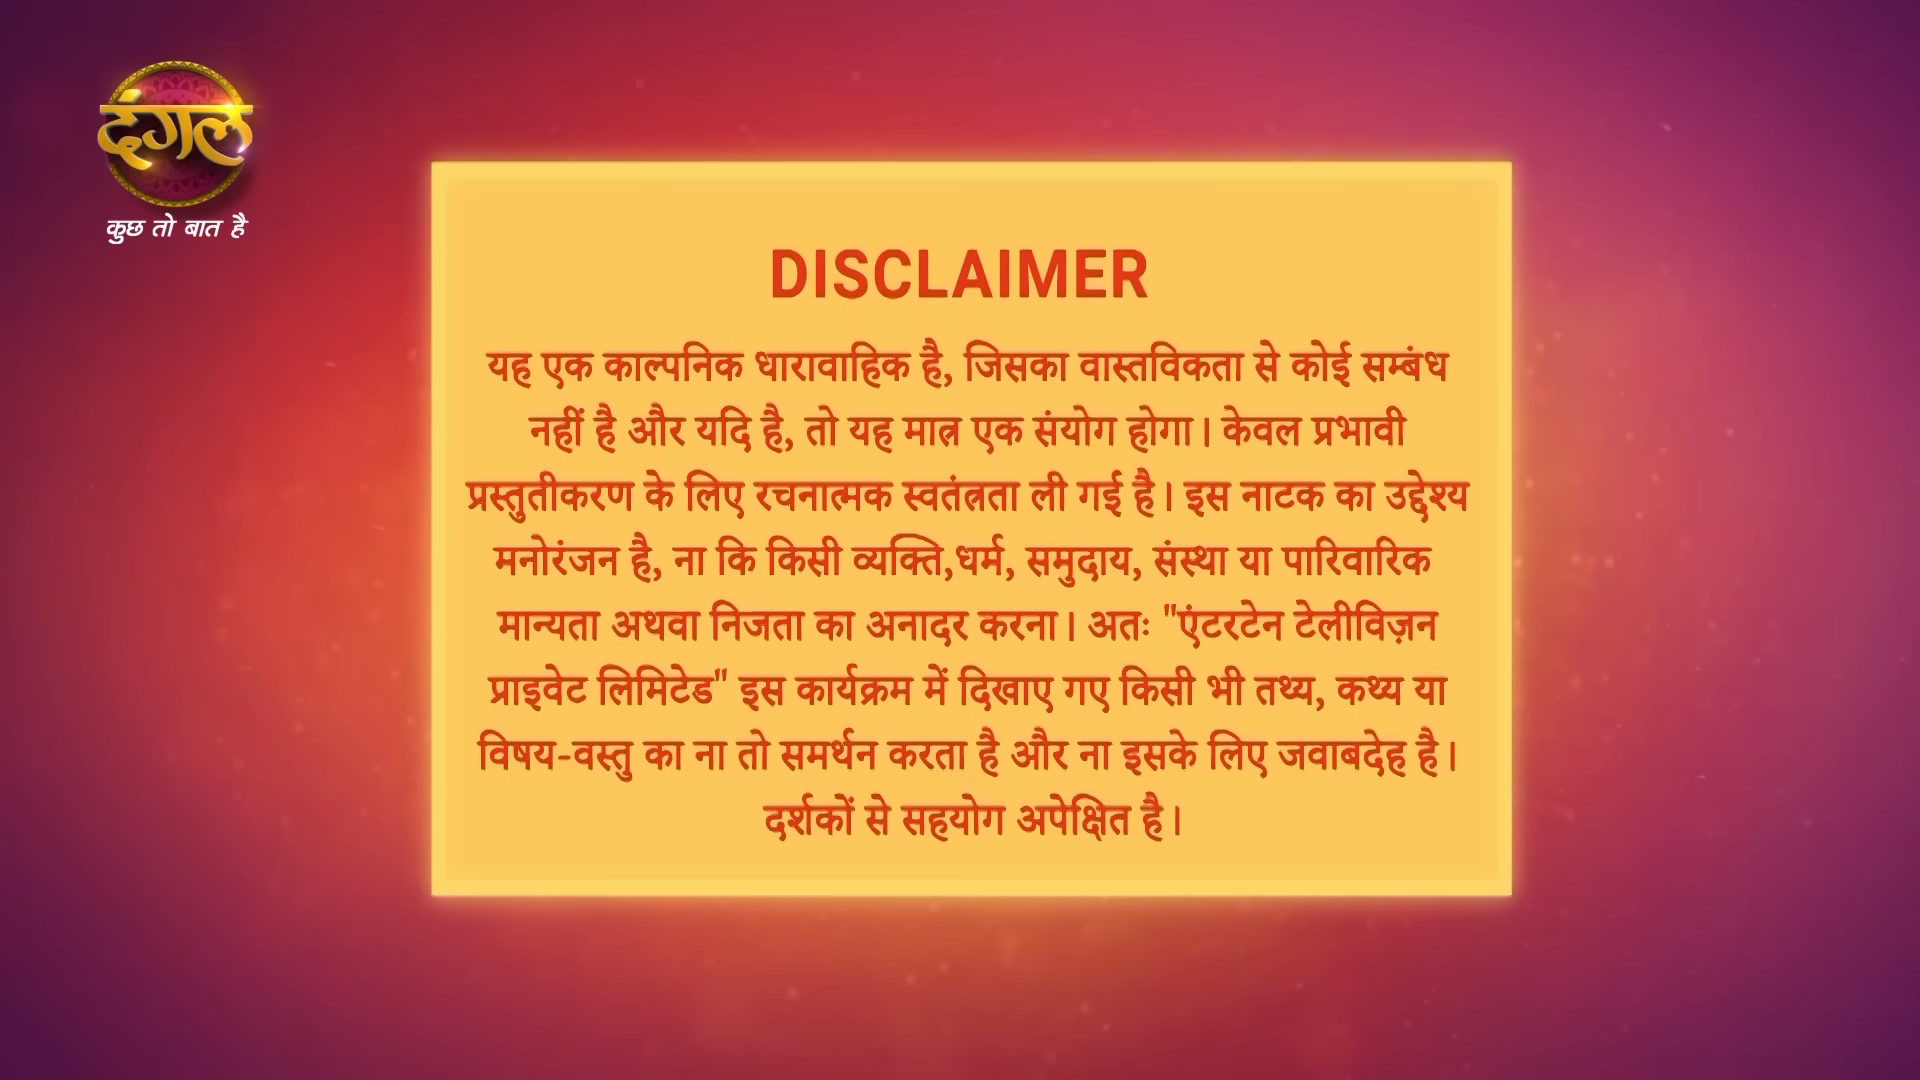 दंगल
कुछ तो बात है
DISCLAIMER
यह एक काल्पनिक धारावाहिक है, जिसका वास्तविकता से कोई सम्बंध
नहीं है और यदि है, तो यह मात्र एक संयोग होगा। केवल प्रभावी
प्रस्तुतीकरण के लिए रचनात्मक स्वतंत्रता ली गई है। इस नाटक का उद्देश्य
मनोरंजन है, ना कि किसी व्यक्ति,धर्म, समुदाय, संस्था या पारिवारिक
मान्यता अथवा निजता का अनादर करना। अतः "एंटरटेन टेलीविज़न
प्राइवेट लिमिटेड" इस कार्यक्रम में दिखाए गए किसी भी तथ्य, कथ्य या
विषय-वस्तु का ना तो समर्थन करता है और ना इसके लिए जवाबदेह है।
दर्शकों से सहयोग अपेक्षित है।